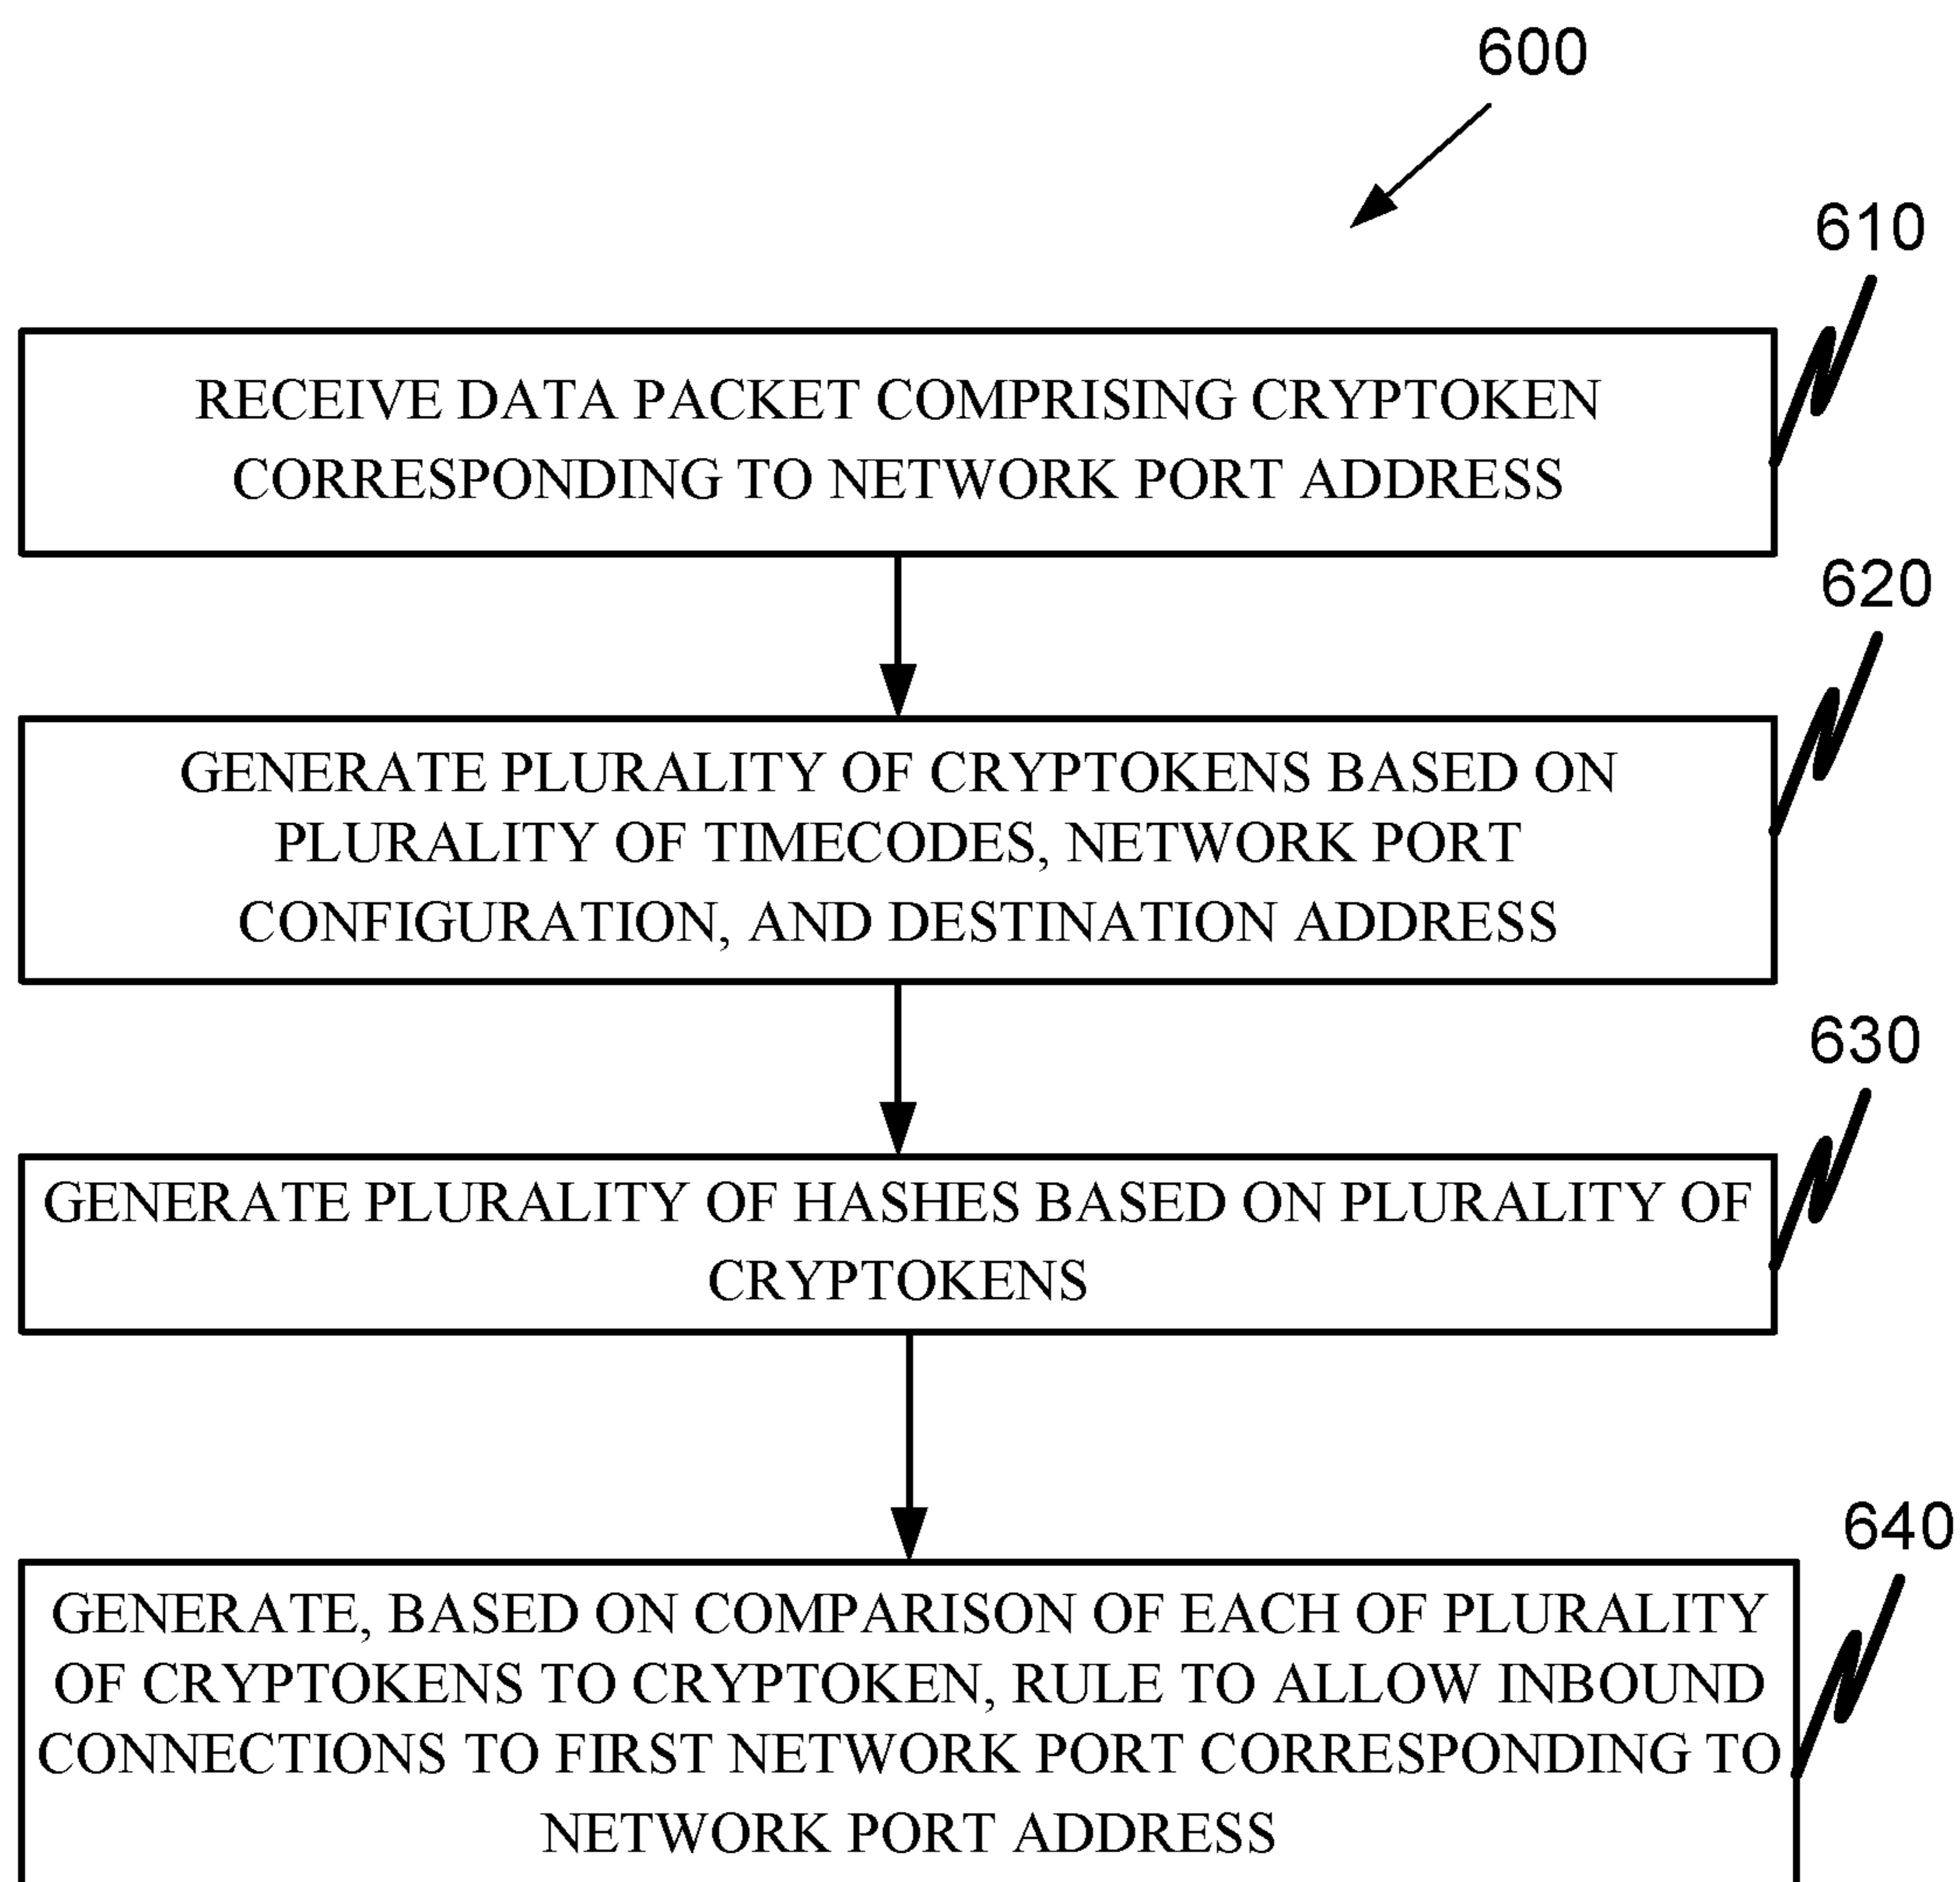 600
610
RECEIVE DATA PACKET COMPRISING CRYPTOKEN
CORRESPONDING TO NETWORK PORT ADDRESS
620
GENERATE PLURALITY OF CRYPTOKENS BASED ON
PLURALITY OF TIMECODES, NETWORK PORT
CONFIGURATION, AND DESTINATION ADDRESS
630
GENERATE PLURALITY OF HASHES BASED ON PLURALITY OF
CRYPTOKENS
640
GENERATE, BASED ON COMPARISON OF EACH OF PLURALITY
OF CRYPTOKENS TO CRYPTOKEN, RULE TO ALLOW INBOUND
CONNECTIONS TO FIRST NETWORK PORT CORRESPONDING TO
NETWORK PORT ADDRESS